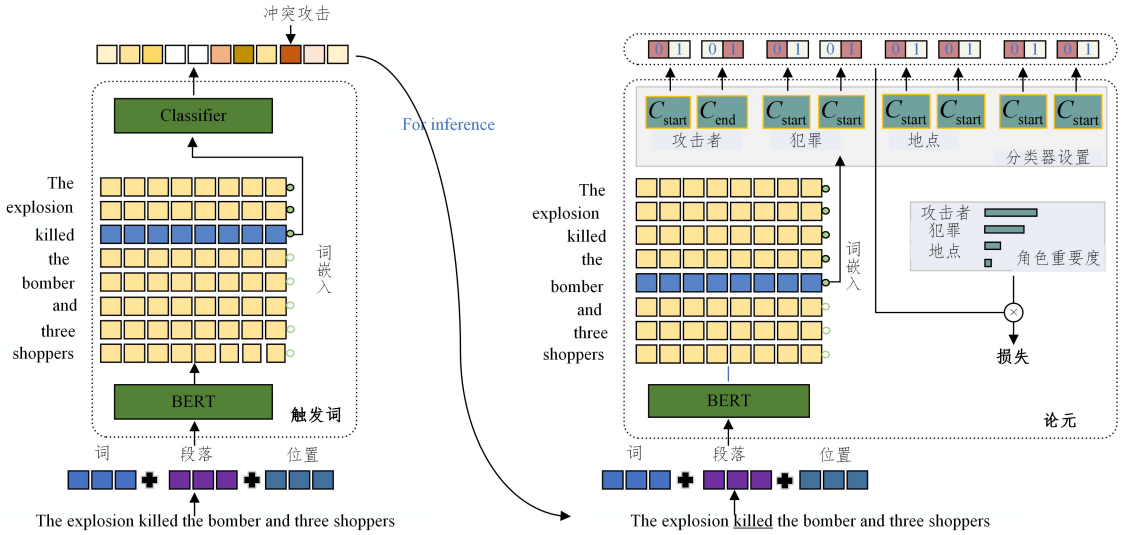 冲突攻击
Classifier
The
explosion
killed
the
bomber
and
three
shoppers
词嵌入
BERT
触发词
词
段落
位置
The explosion killed the bomber and three shoppers
For inference
0 1 0 1 0 1 0 1 0 1 0 1 0 1 0 1
Cstart Cend Cstart Cstart Cstart Cstart Cstart Cstart
攻击者
犯罪
地点
分类器设置
The
explosion
killed
the
bomber
and
three
shoppers
词嵌入
攻击者
犯罪
地点
角色重要度
×
损失
BERT
论元
词
段落
位置
The explosion killed the bomber and three shoppers